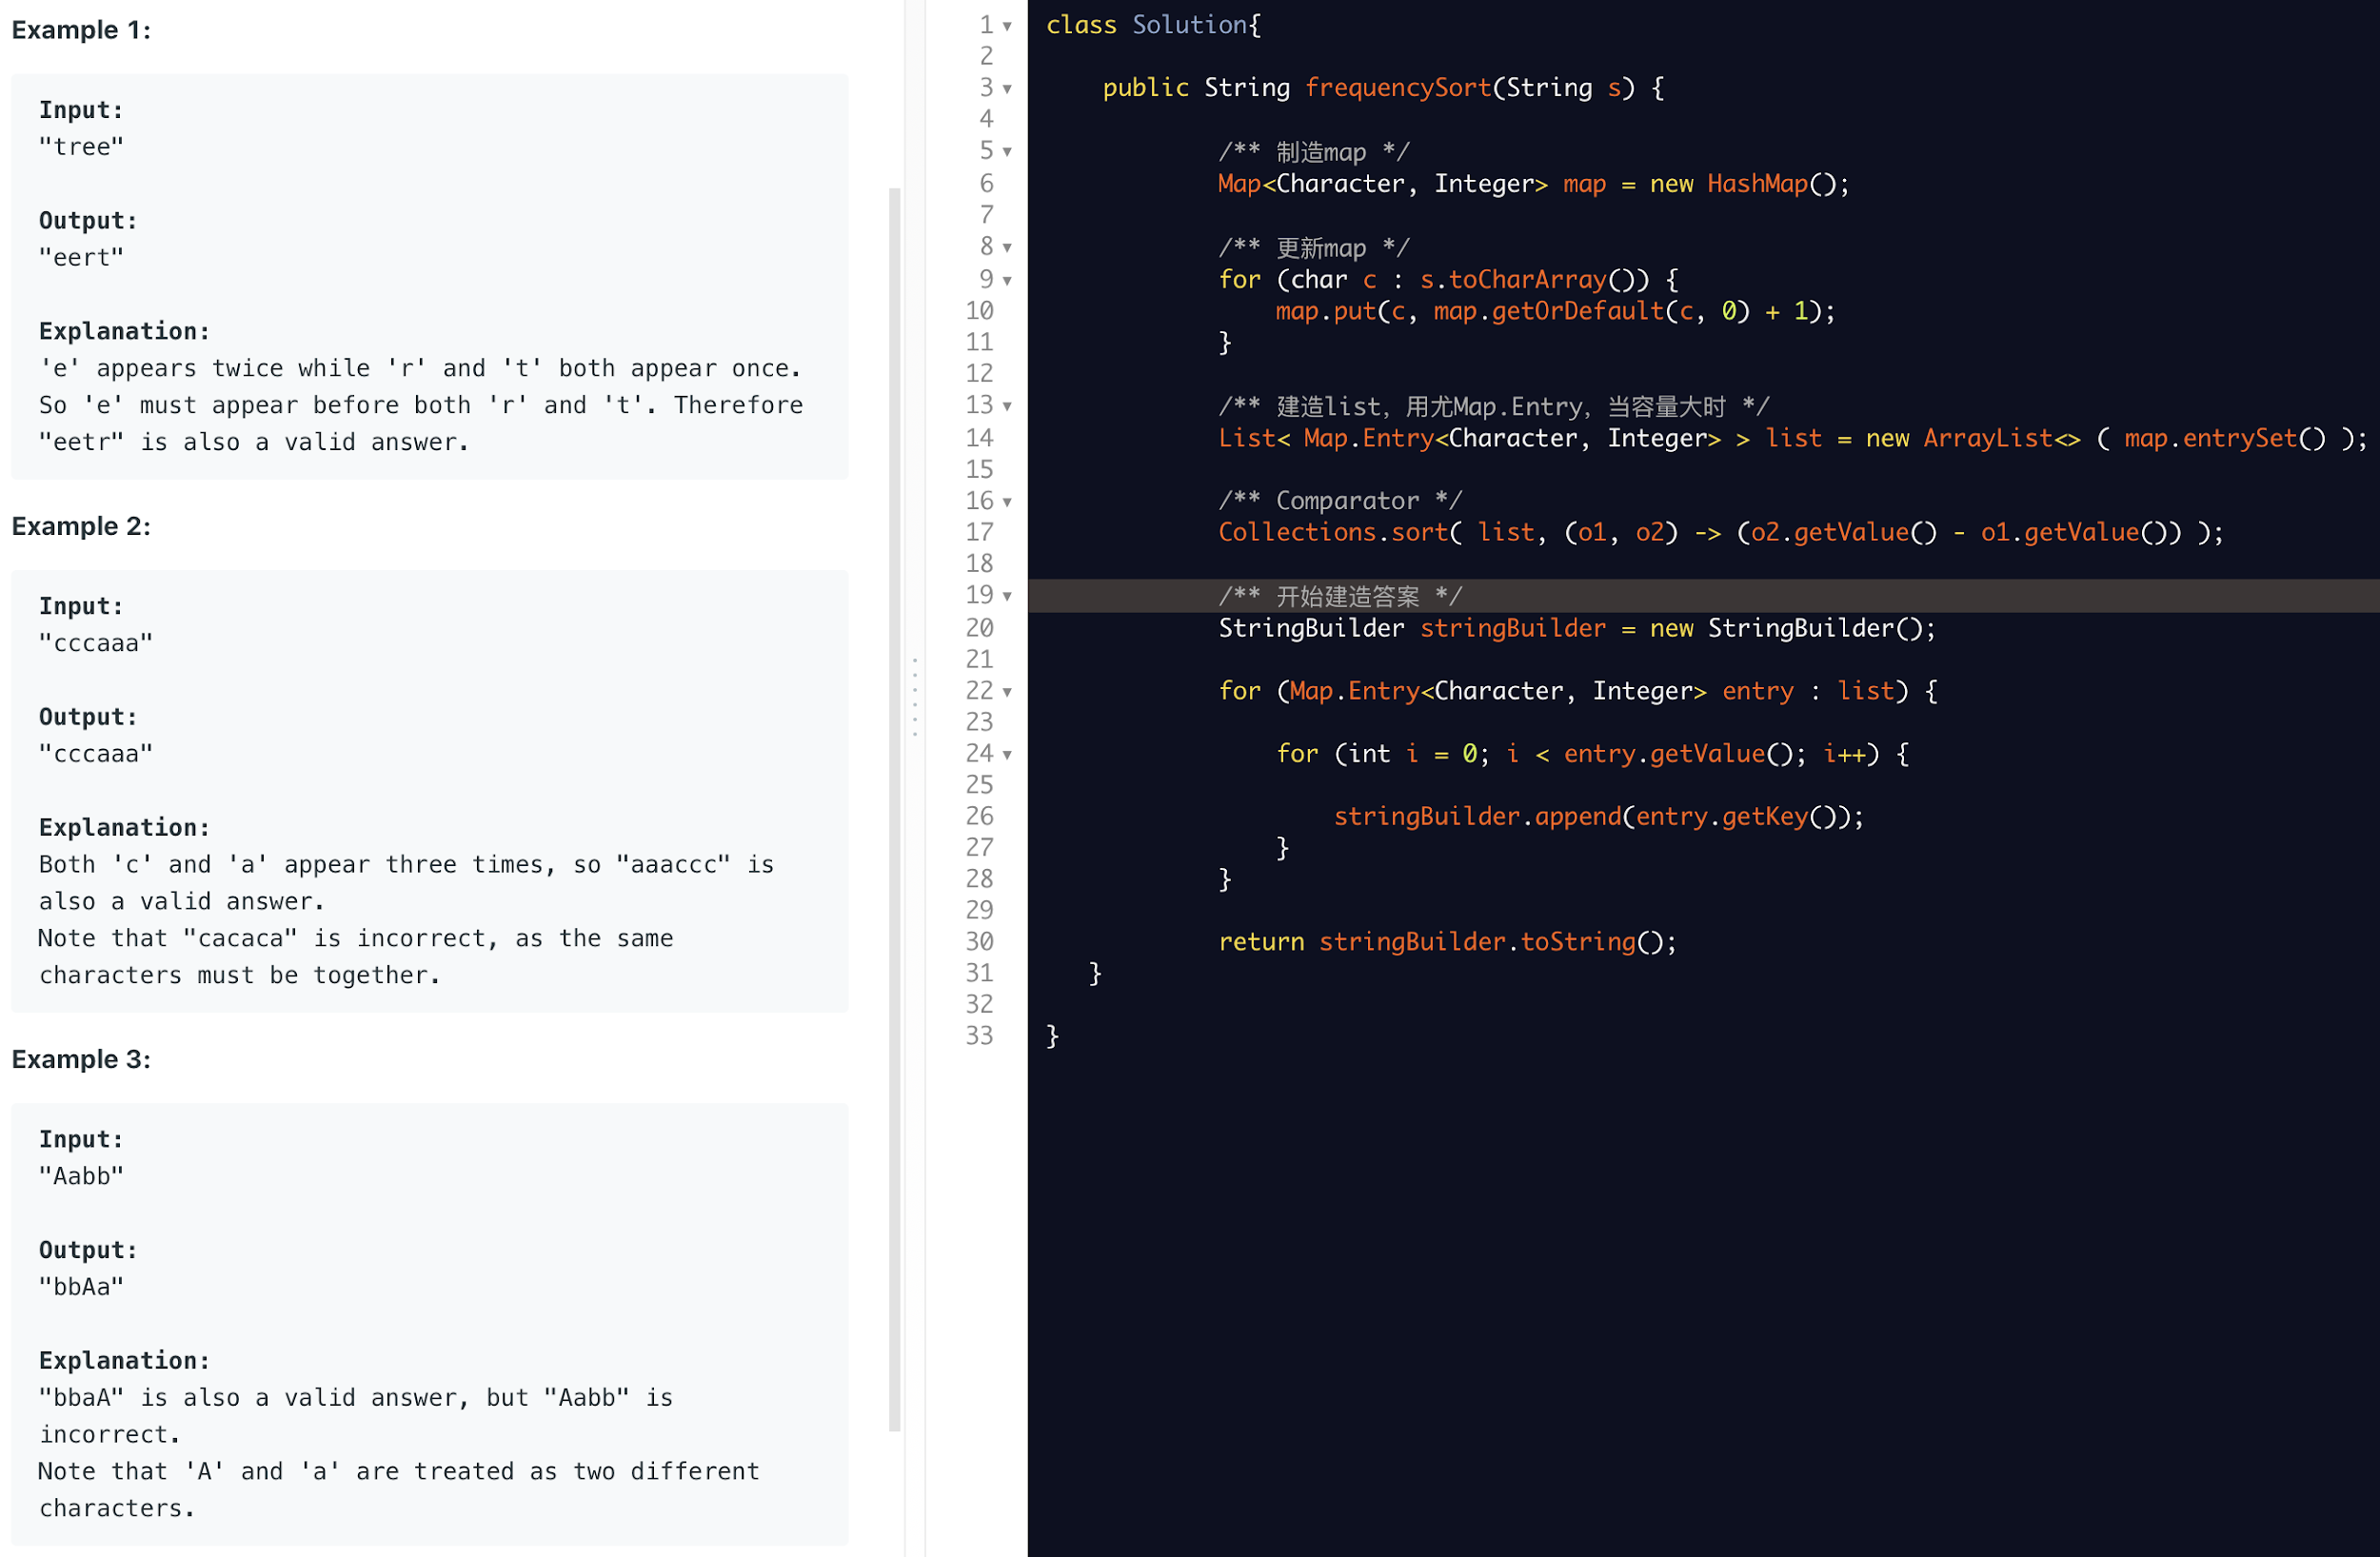 Example 1:
Input:
"tree"
Output:
"eert"
Explanation:
'e' appears twice while 'r' and 't' both appear once.
So 'e' must appear before both 'r' and 't'. Therefore
"eetr" is also a valid answer.
Example 2:
Input:
"cccaaa"
Output:
"cccaaa"
Explanation:
Both 'c' and 'a' appear three times, so "aaaccc" is
also a valid answer.
Note that "cacaca" is incorrect, as the same
characters must be together.
Example 3:
Input:
"Aabb"
Output:
"bbAa"
Explanation:
"bbaA" is also a valid answer, but "Aabb" is
incorrect.
Note that 'A' and 'a' are treated as two different
characters.
1 class Solution{
2
3 public String frequencySort(String s) {
4
5 /** 制造map */
6 Map<Character, Integer> map = new HashMap();
7
8 /** 更新map */
9 for (char c : s.toCharArray()) {
10 map.put(c, map.getOrDefault(c, 0) + 1);
11 }
12
13 /** 建造list，用尤Map.Entry，当容量大时 */
14 List< Map.Entry<Character, Integer> > list = new ArrayList<> ( map.entrySet() );
15
16 /** Comparator */
17 Collections.sort( list, (o1, o2) -> (o2.getValue() - o1.getValue()) );
18
19 /** 开始建造答案 */
20 StringBuilder stringBuilder = new StringBuilder();
21
22 for (Map.Entry<Character, Integer> entry : list) {
23
24 for (int i = 0; i < entry.getValue(); i++) {
25
26 stringBuilder.append(entry.getKey());
27 }
28 }
29
30 return stringBuilder.toString();
31 }
32
33 }